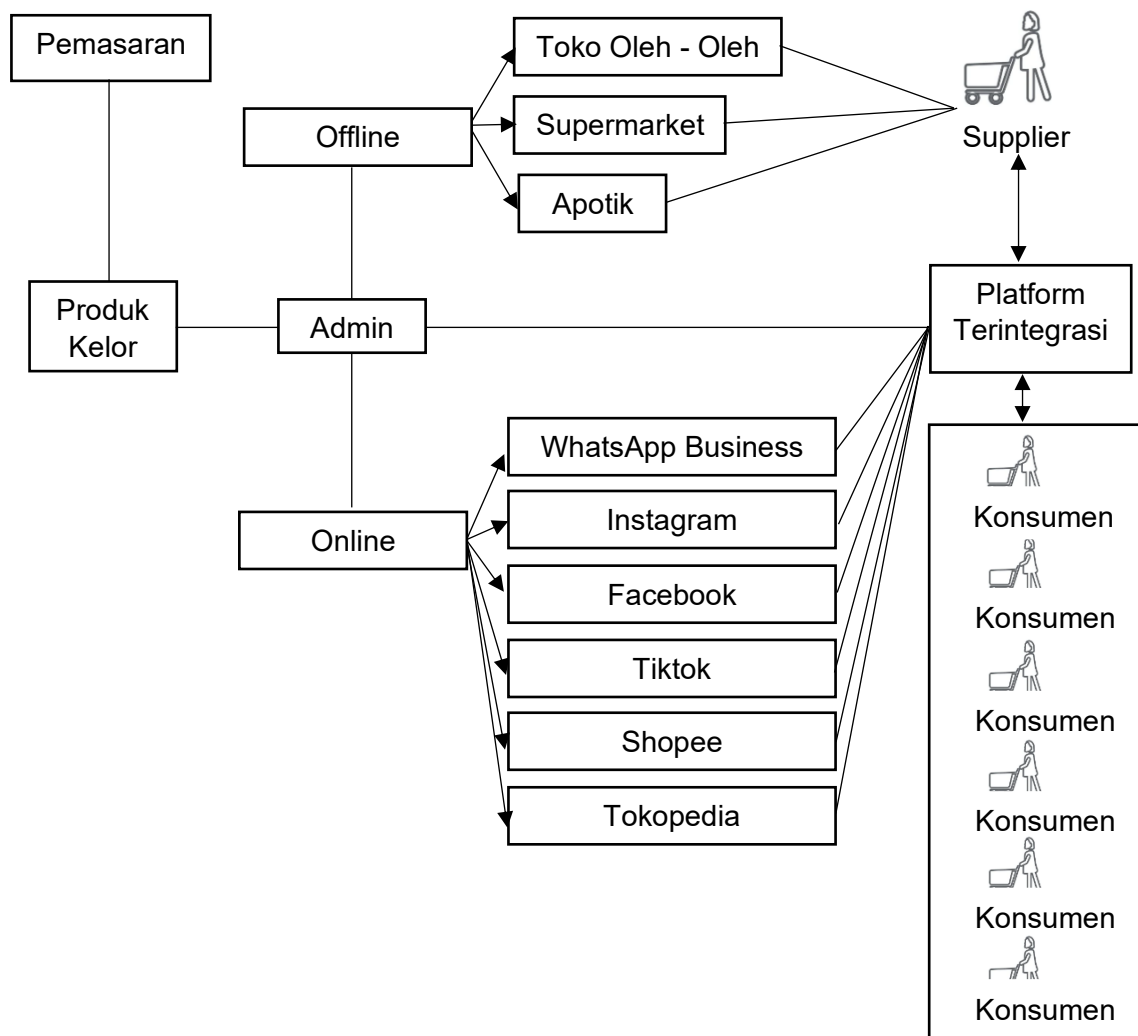 Pemasaran
Toko Oleh - Oleh
Offline
Supermarket
Supplier
Apotik
Produk
Kelor
Admin
Platform
Terintegrasi
WhatsApp Business
Online
Instagram
Facebook
Tiktok
Shopee
Tokopedia
Konsumen
Konsumen
Konsumen
Konsumen
Konsumen
Konsumen